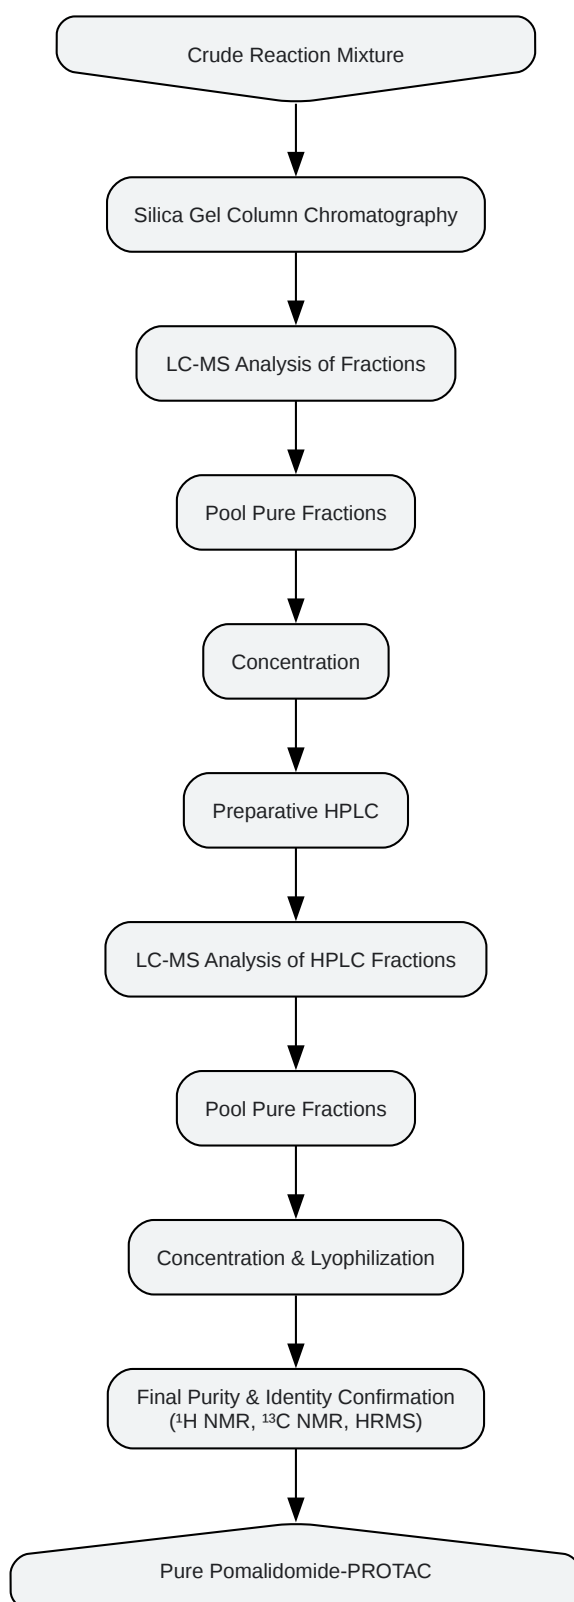 Crude Reaction Mixture
Silica Gel Column Chromatography
LC-MS Analysis of Fractions
Pool Pure Fractions
Concentration
Preparative HPLC
LC-MS Analysis of HPLC Fractions
Pool Pure Fractions
Concentration & Lyophilization
Final Purity & Identity Confirmation
(¹H NMR, ¹³C NMR, HRMS)
Pure Pomalidomide-PROTAC